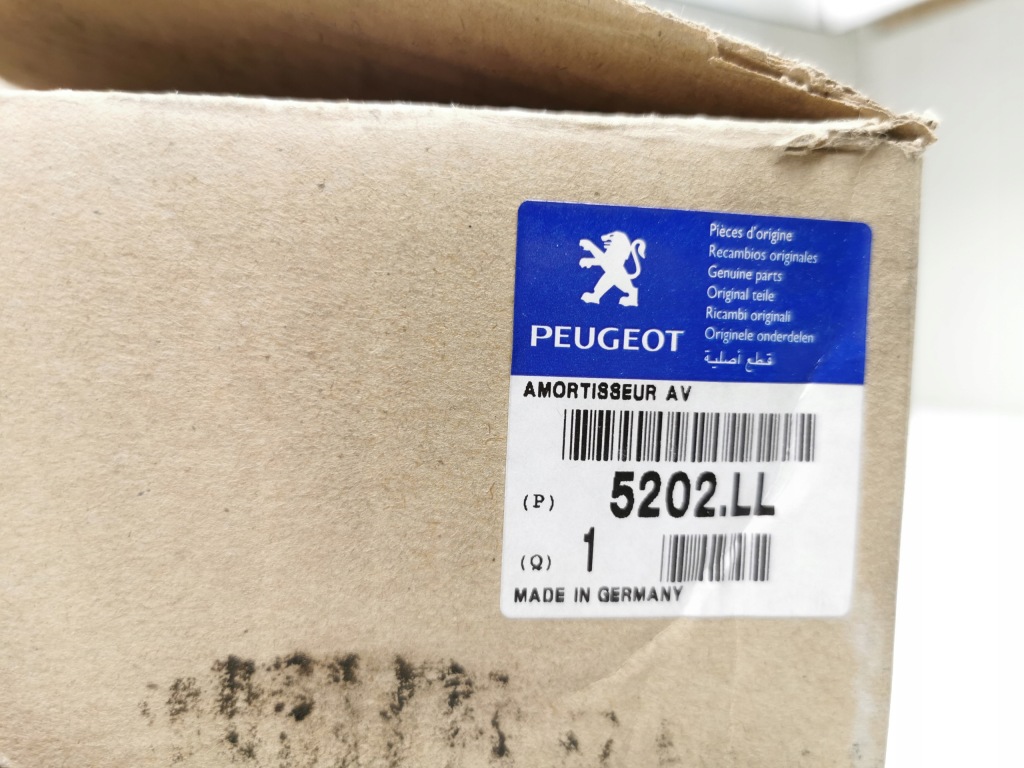 PEUGEOT
Pièces d'origine
Recambios originales
Genuine parts
Original teile
Ricambi originali
Originele onderdelen
قطع أصلية
AMORTISSEUR AV
(P) 5202.LL
(Q) 1
MADE IN GERMANY